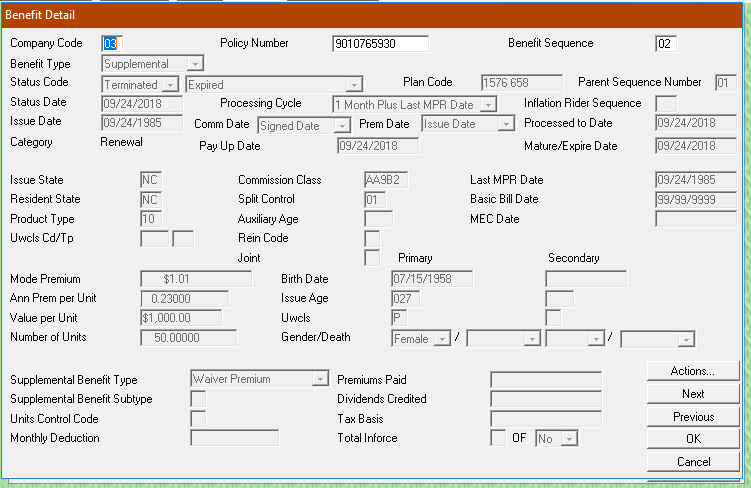 Benefit Detail
Company Code 03 Policy Number 9010765930 Benefit Sequence 02
Benefit Type Supplemental
Status Code Terminated Expired Plan Code 1576 658 Parent Sequence Number 01
Status Date 09/24/2018 Processing Cycle 1 Month Plus Last MPR Date Inflation Rider Sequence
Issue Date 09/24/1985 Comm Date Signed Date Prem Date Issue Date Processed to Date 09/24/2018
Category Renewal Pay Up Date 09/24/2018 Mature/Expire Date 09/24/2018
Issue State NC Commission Class AA9B2 Last MPR Date 09/24/1985
Resident State NC Split Control 01 Basic Bill Date 99/99/9999
Product Type 10 Auxiliary Age MEC Date
Uwcls Cd/Tp Rein Code
Joint Primary Secondary
Mode Premium $1.01 Birth Date 07/15/1958
Ann Prem per Unit 0.23000 Issue Age 027
Value per Unit $1,000.00 Uwcls P
Number of Units 50.00000 Gender/Death Female / /
Actions...
Supplemental Benefit Type Waiver Premium Premiums Paid
Next
Supplemental Benefit Subtype Dividends Credited
Units Control Code Tax Basis Previous
Monthly Deduction Total Inforce OF No OK
Cancel